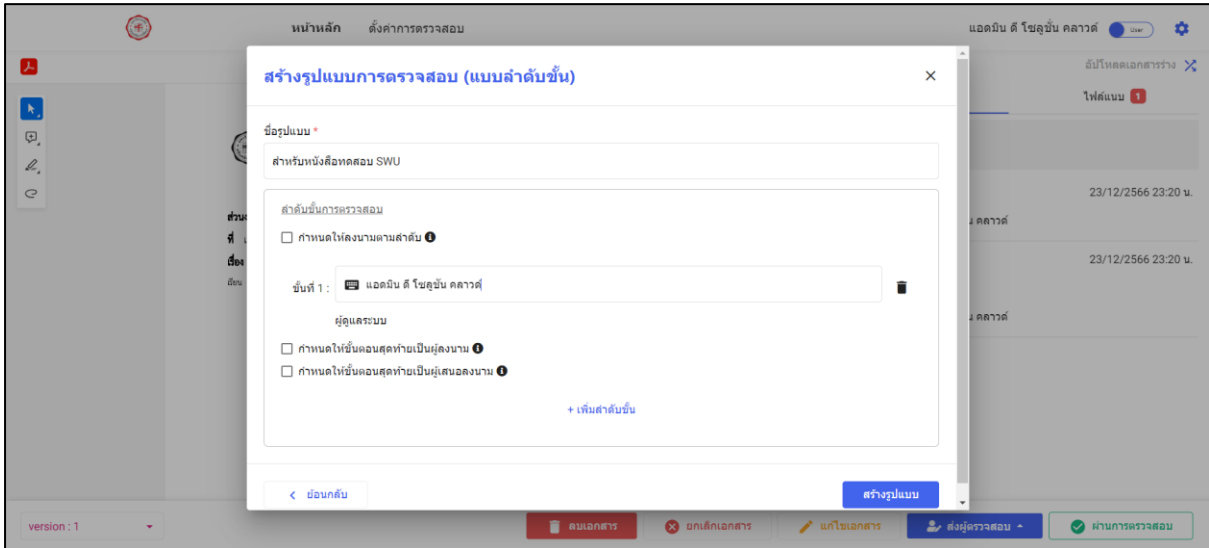 หน้าหลัก ตั้งค่าการตรวจสอบ แอดมิน ดี โซลูชั่น คลาวด์ User
อัปโหลดเอกสารร่าง
ไฟล์แนบ 1
สร้างรูปแบบการตรวจสอบ (แบบลำดับขั้น)
ชื่อรูปแบบ *
สำหรับหนังสือทดสอบ SWU
23/12/2566 23:20 น.
ลำดับขั้นการตรวจสอบ
น คลาวด์
กำหนดให้ลงนามตามลำดับ
ที่
เรื่อง
23/12/2566 23:20 น.
เรียน
ขั้นที่ 1 : แอดมิน ดี โซลูชั่น คลาวด์
ผู้ดูแลระบบ
น คลาวด์
กำหนดให้ขั้นตอนสุดท้ายเป็นผู้ลงนาม
กำหนดให้ขั้นตอนสุดท้ายเป็นผู้เสนอลงนาม
+ เพิ่มลำดับขั้น
ย้อนกลับ สร้างรูปแบบ
version : 1 ลบเอกสาร ยกเลิกเอกสาร แก้ไขเอกสาร ส่งผู้ตรวจสอบ ผ่านการตรวจสอบ